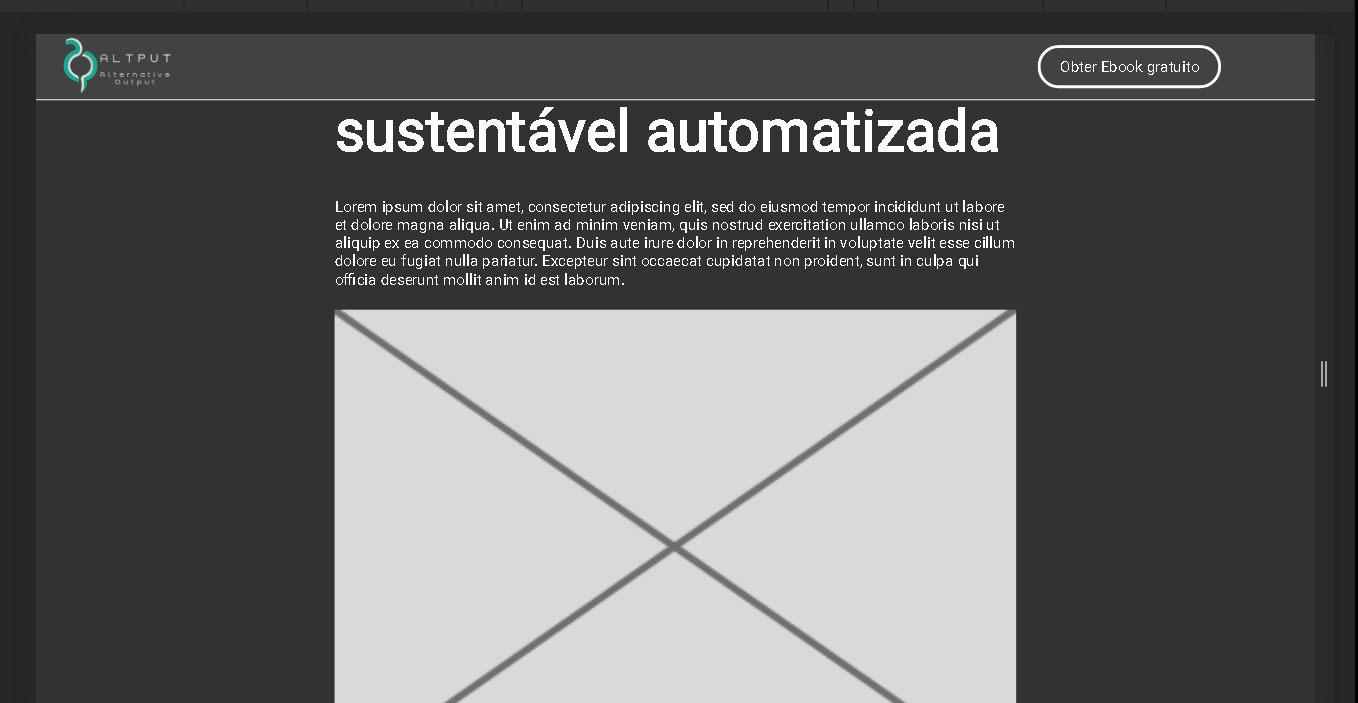 ALTPUT
Alternative
Output
Obter Ebook gratuito
sustentável automatizada
Lorem ipsum dolor sit amet, consectetur adipiscing elit, sed do eiusmod tempor incididunt ut labore
et dolore magna aliqua. Ut enim ad minim veniam, quis nostrud exercitation ullamco laboris nisi ut
aliquip ex ea commodo consequat. Duis aute irure dolor in reprehenderit in voluptate velit esse cillum
dolore eu fugiat nulla pariatur. Excepteur sint occaecat cupidatat non proident, sunt in culpa qui
officia deserunt mollit anim id est laborum.